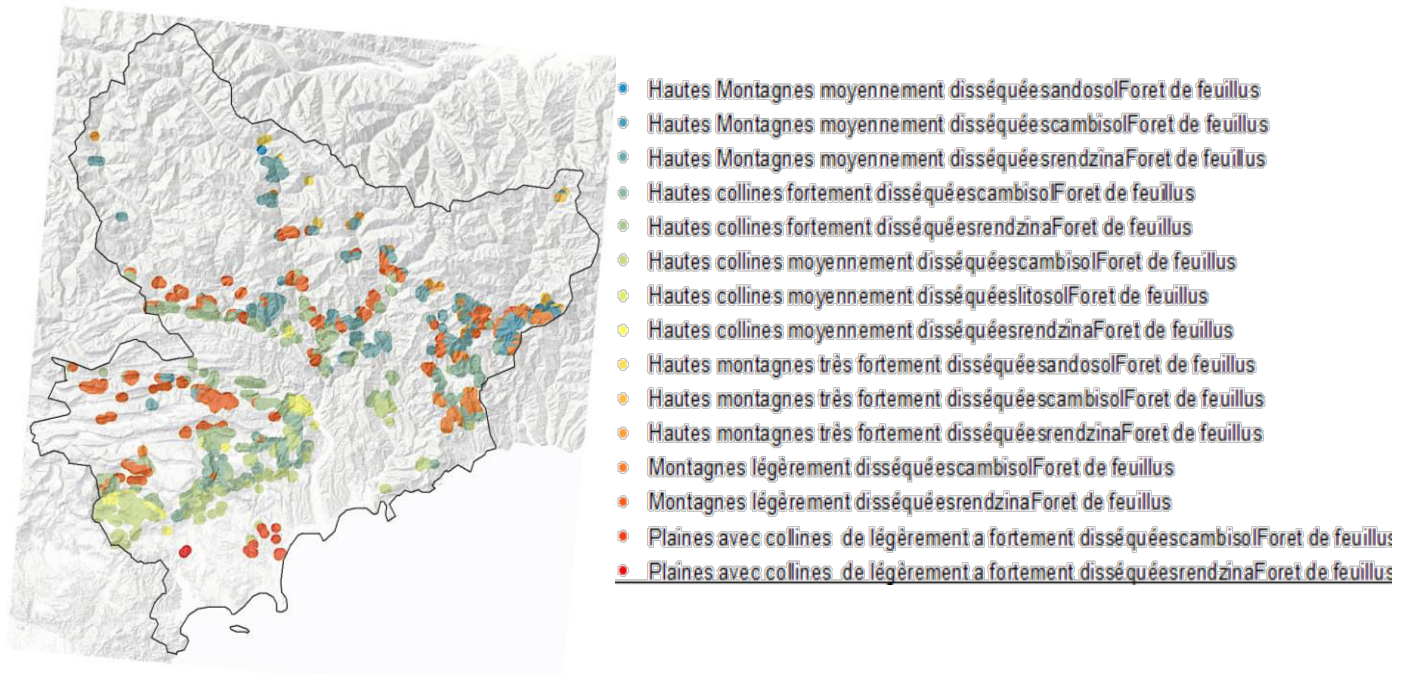 Hautes Montagnes moyennement disséquéesandosolForet de feuillus
Hautes Montagnes moyennement disséquéescambisolForet de feuillus
Hautes Montagnes moyennement disséquéesrendzinaForet de feuillus
Hautes collines fortement disséquéescambisolForet de feuillus
Hautes collines fortement disséquéesrendzinaForet de feuillus
Hautes collines moyennement disséquéescambisolForet de feuillus
Hautes collines moyennement disséquéeslitosolForet de feuillus
Hautes collines moyennement disséquéesrendzinaForet de feuillus
Hautes montagnes très fortement disséquéesandosolForet de feuillus
Hautes montagnes très fortement disséquéescambisolForet de feuillus
Hautes montagnes très fortement disséquéesrendzinaForet de feuillus
Montagnes légèrement disséquéescambisolForet de feuillus
Montagnes légèrement disséquéesrendzinaForet de feuillus
Plaines avec collines de légèrement a fortement disséquéescambisolForet de feuillus
Plaines avec collines de légèrement a fortement disséquéesrendzinaForet de feuillus